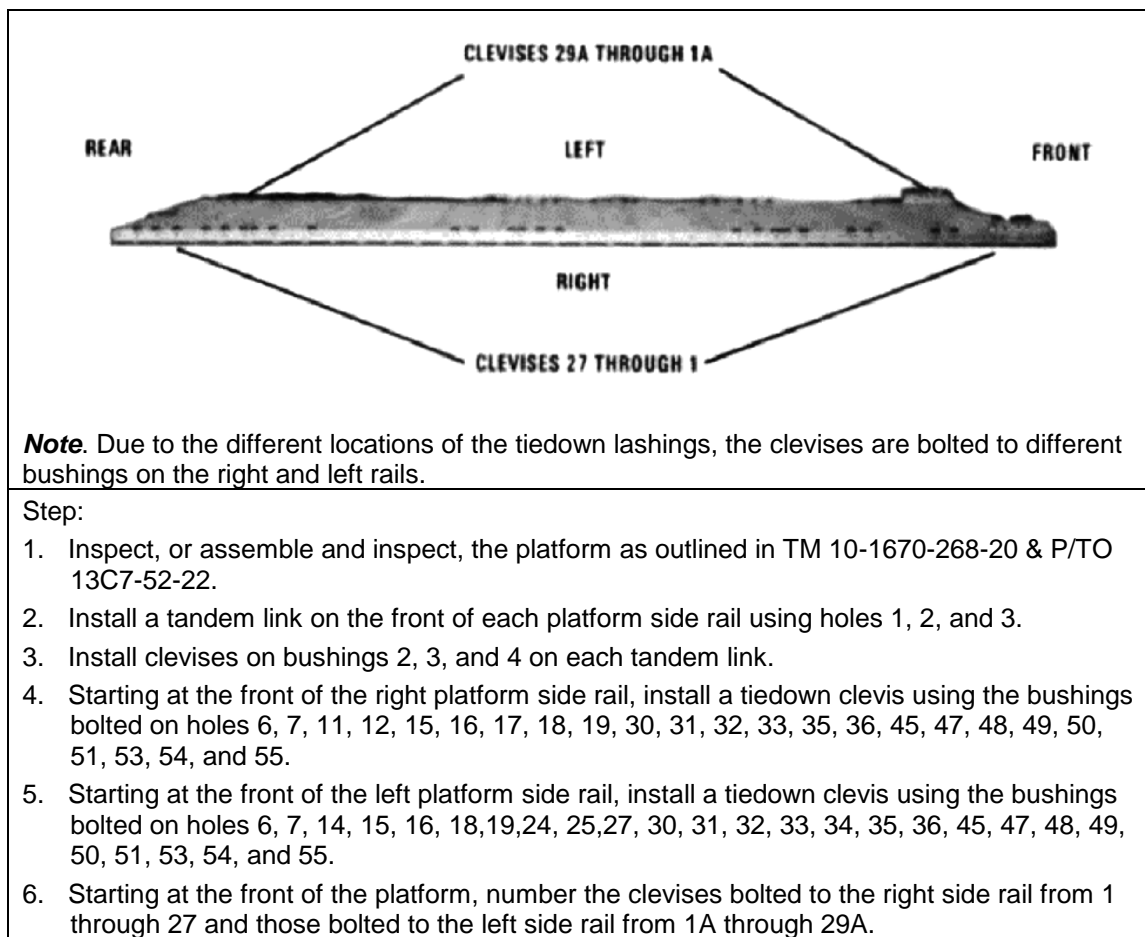 CLEVISES 29A THROUGH 1A
REAR
LEFT
FRONT
RIGHT
CLEVISES 27 THROUGH 1
Note. Due to the different locations of the tiedown lashings, the clevises are bolted to different
bushings on the right and left rails.
Step:
1. Inspect, or assemble and inspect, the platform as outlined in TM 10-1670-268-20 & P/TO
13C7-52-22.
2. Install a tandem link on the front of each platform side rail using holes 1, 2, and 3.
3. Install clevises on bushings 2, 3, and 4 on each tandem link.
4. Starting at the front of the right platform side rail, install a tiedown clevis using the bushings
bolted on holes 6, 7, 11, 12, 15, 16, 17, 18, 19, 30, 31, 32, 33, 35, 36, 45, 47, 48, 49, 50,
51, 53, 54, and 55.
5. Starting at the front of the left platform side rail, install a tiedown clevis using the bushings
bolted on holes 6, 7, 14, 15, 16, 18,19,24, 25,27, 30, 31, 32, 33, 34, 35, 36, 45, 47, 48, 49,
50, 51, 53, 54, and 55.
6. Starting at the front of the platform, number the clevises bolted to the right side rail from 1
through 27 and those bolted to the left side rail from 1A through 29A.